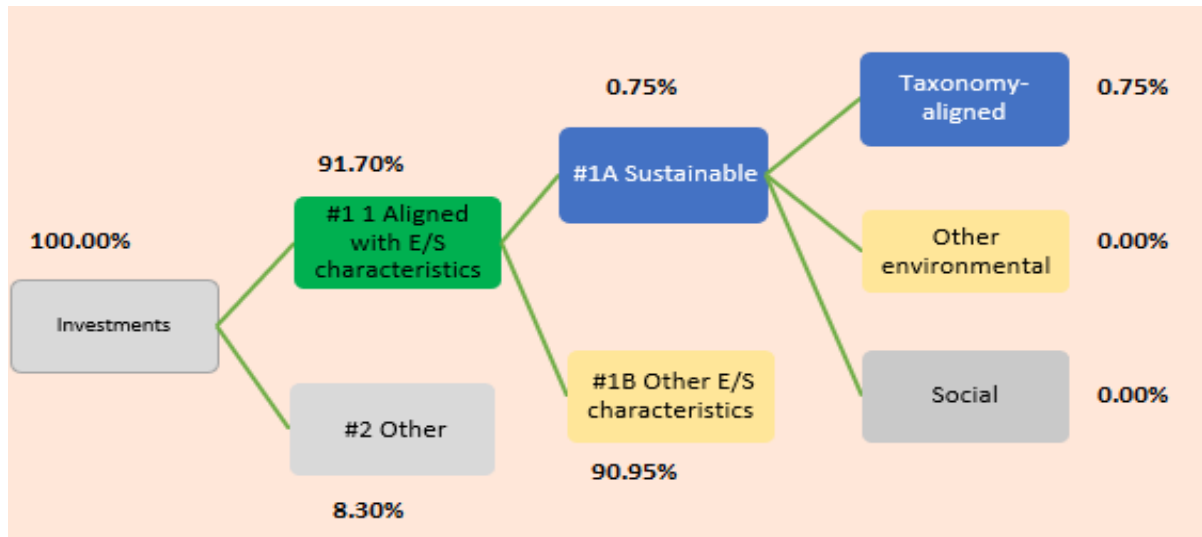 100.00%
Investments
91.70%
#1 1 Aligned
with E/S
characteristics
#2 Other
8.30%
0.75%
#1A Sustainable
#1B Other E/S
characteristics
90.95%
Taxonomy-
aligned
0.75%
Other
environmental
0.00%
Social
0.00%